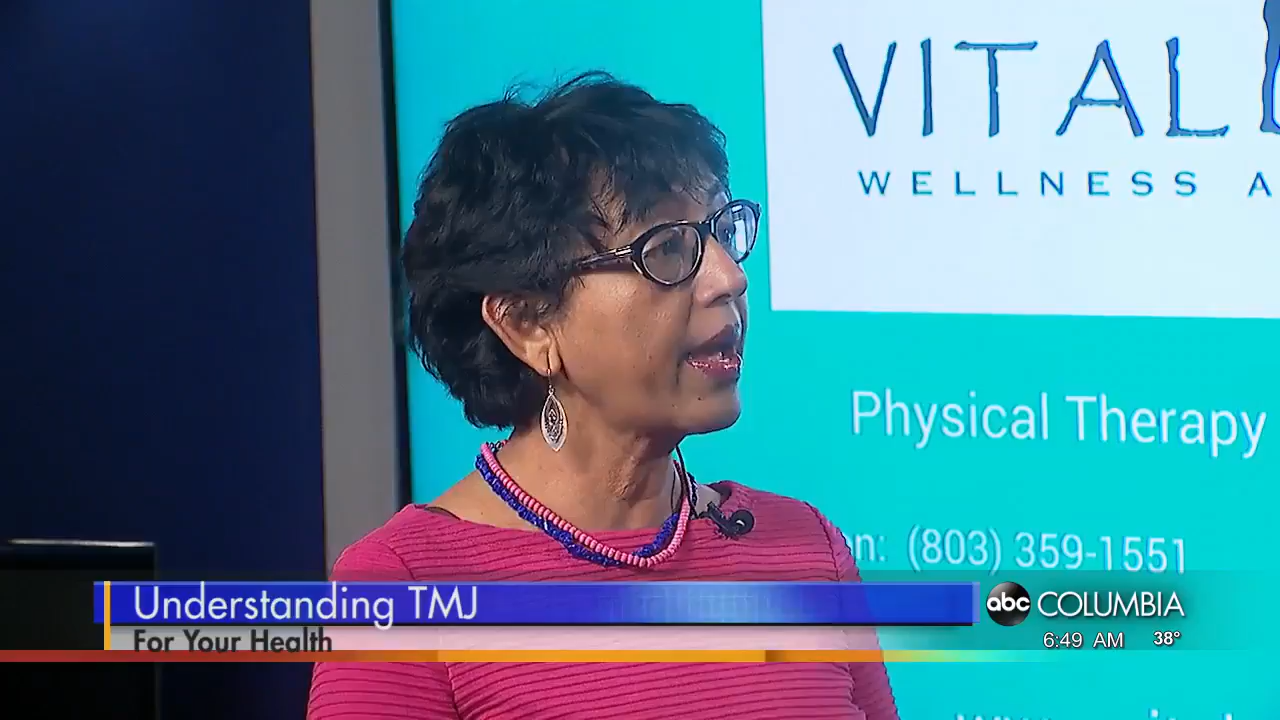 VITAL
WELLNESS A
Physical Therapy
n: (803) 359-1551
Understanding TMJ
For Your Health
abc COLUMBIA
6:49 AM 38°